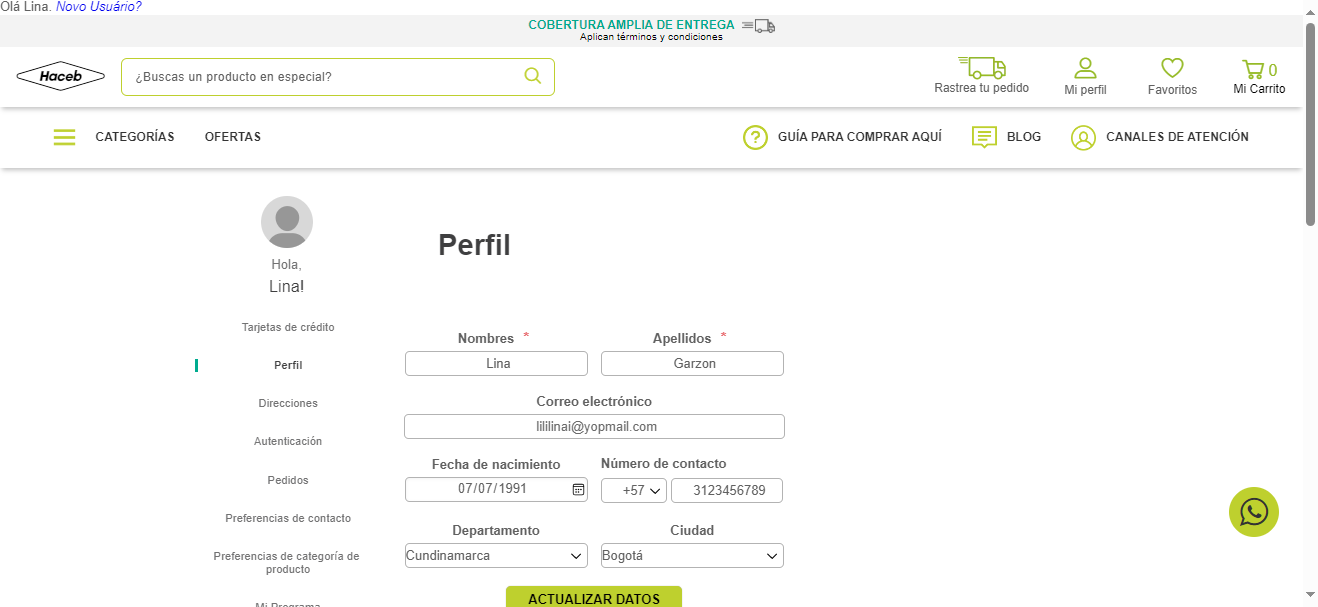 Olá Lina. Novo Usuário?
COBERTURA AMPLIA DE ENTREGA
Aplican términos y condiciones
Haceb
¿Buscas un producto en especial?
Rastrea tu pedido
Mi perfil
Favoritos
0
Mi Carrito
CATEGORÍAS
OFERTAS
GUÍA PARA COMPRAR AQUÍ
BLOG
CANALES DE ATENCIÓN
Hola,
Lina!
Tarjetas de crédito
Perfil
Direcciones
Autenticación
Pedidos
Preferencias de contacto
Preferencias de categoría de
producto
Mi Programa
Perfil
Nombres *
Apellidos *
Lina
Garzon
Correo electrónico
lililinai@yopmail.com
Fecha de nacimiento
Número de contacto
07/07/1991
+57
3123456789
Departamento
Ciudad
Cundinamarca
Bogotá
ACTUALIZAR DATOS